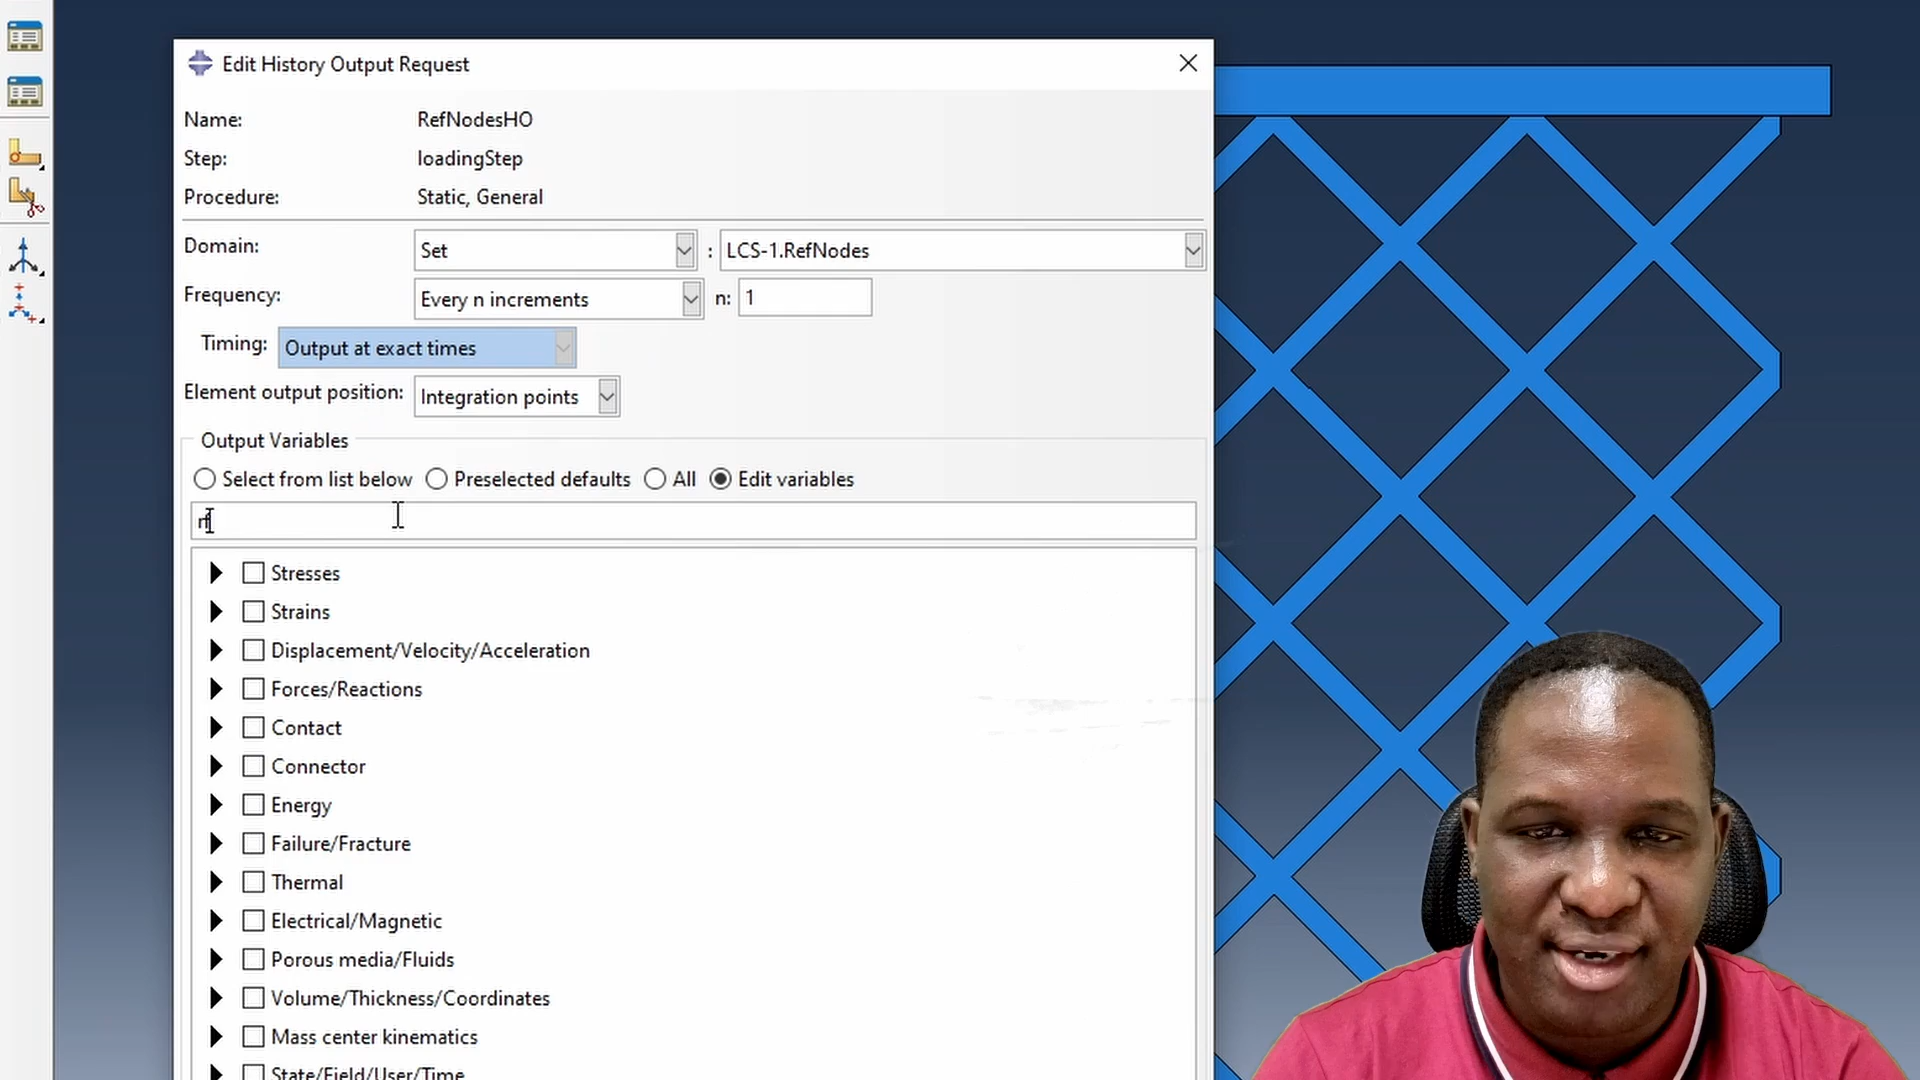 Edit History Output Request
Name: RefNodesHO
Step: loadingStep
Procedure: Static, General
Domain: Set : LCS-1.RefNodes
Frequency: Every n increments n: 1
Timing: Output at exact times
Element output position: Integration points
Output Variables
Select from list below Preselected defaults All Edit variables
Stresses
Strains
Displacement/Velocity/Acceleration
Forces/Reactions
Contact
Connector
Energy
Failure/Fracture
Thermal
Electrical/Magnetic
Porous media/Fluids
Volume/Thickness/Coordinates
Mass center kinematics
State/Field/User/Time